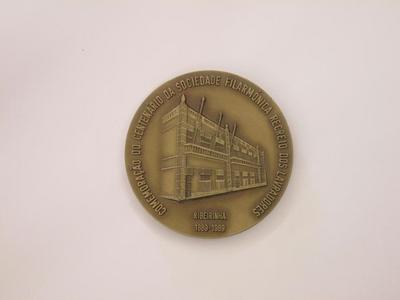 COMEMORAÇÃO DO CENTENÁRIO DA SOCIEDADE FILARMÓNICA RECREIO DOS LAVRADORES
RIBEIRINHA
1889-1989